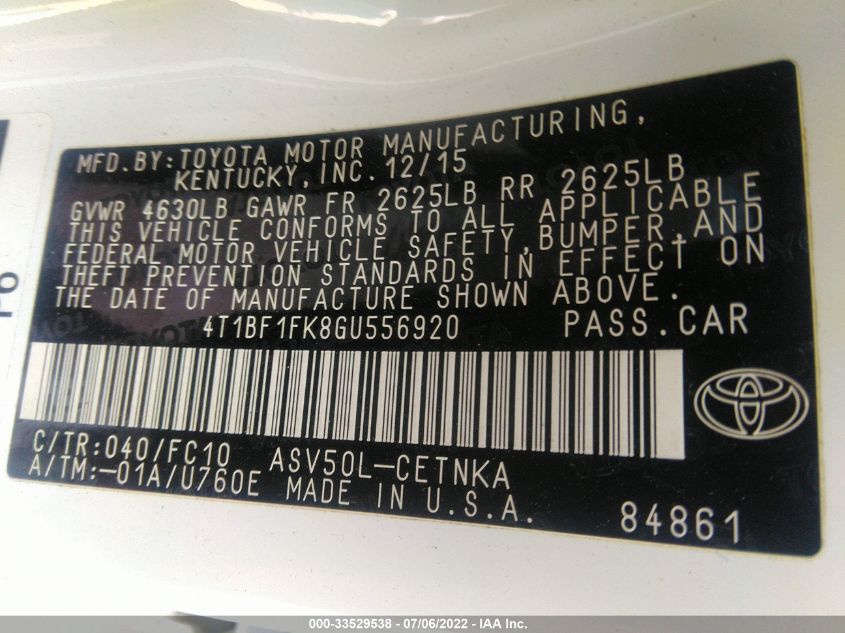 MFD.BY:TOYOTA MOTOR MANUFACTURING,
KENTUCKY,INC.12/15
GVWR 4630LB GAWR FR 2625LB RR 2625LB
THIS VEHICLE CONFORMS TO ALL APPLICABLE
FEDERAL MOTOR VEHICLE SAFETY,BUMPER,AND
THEFT PREVENTION STANDARDS IN EFFECT ON
THE DATE OF MANUFACTURE SHOWN ABOVE.
4T1BF1FK8GU556920 PASS.CAR
C/TR:040/FC10 ASV50L-CETNKA
A/TM:-01A/U760E MADE IN U.S.A.
84861
000-33529538 - 07/06/2022 - IAA Inc.